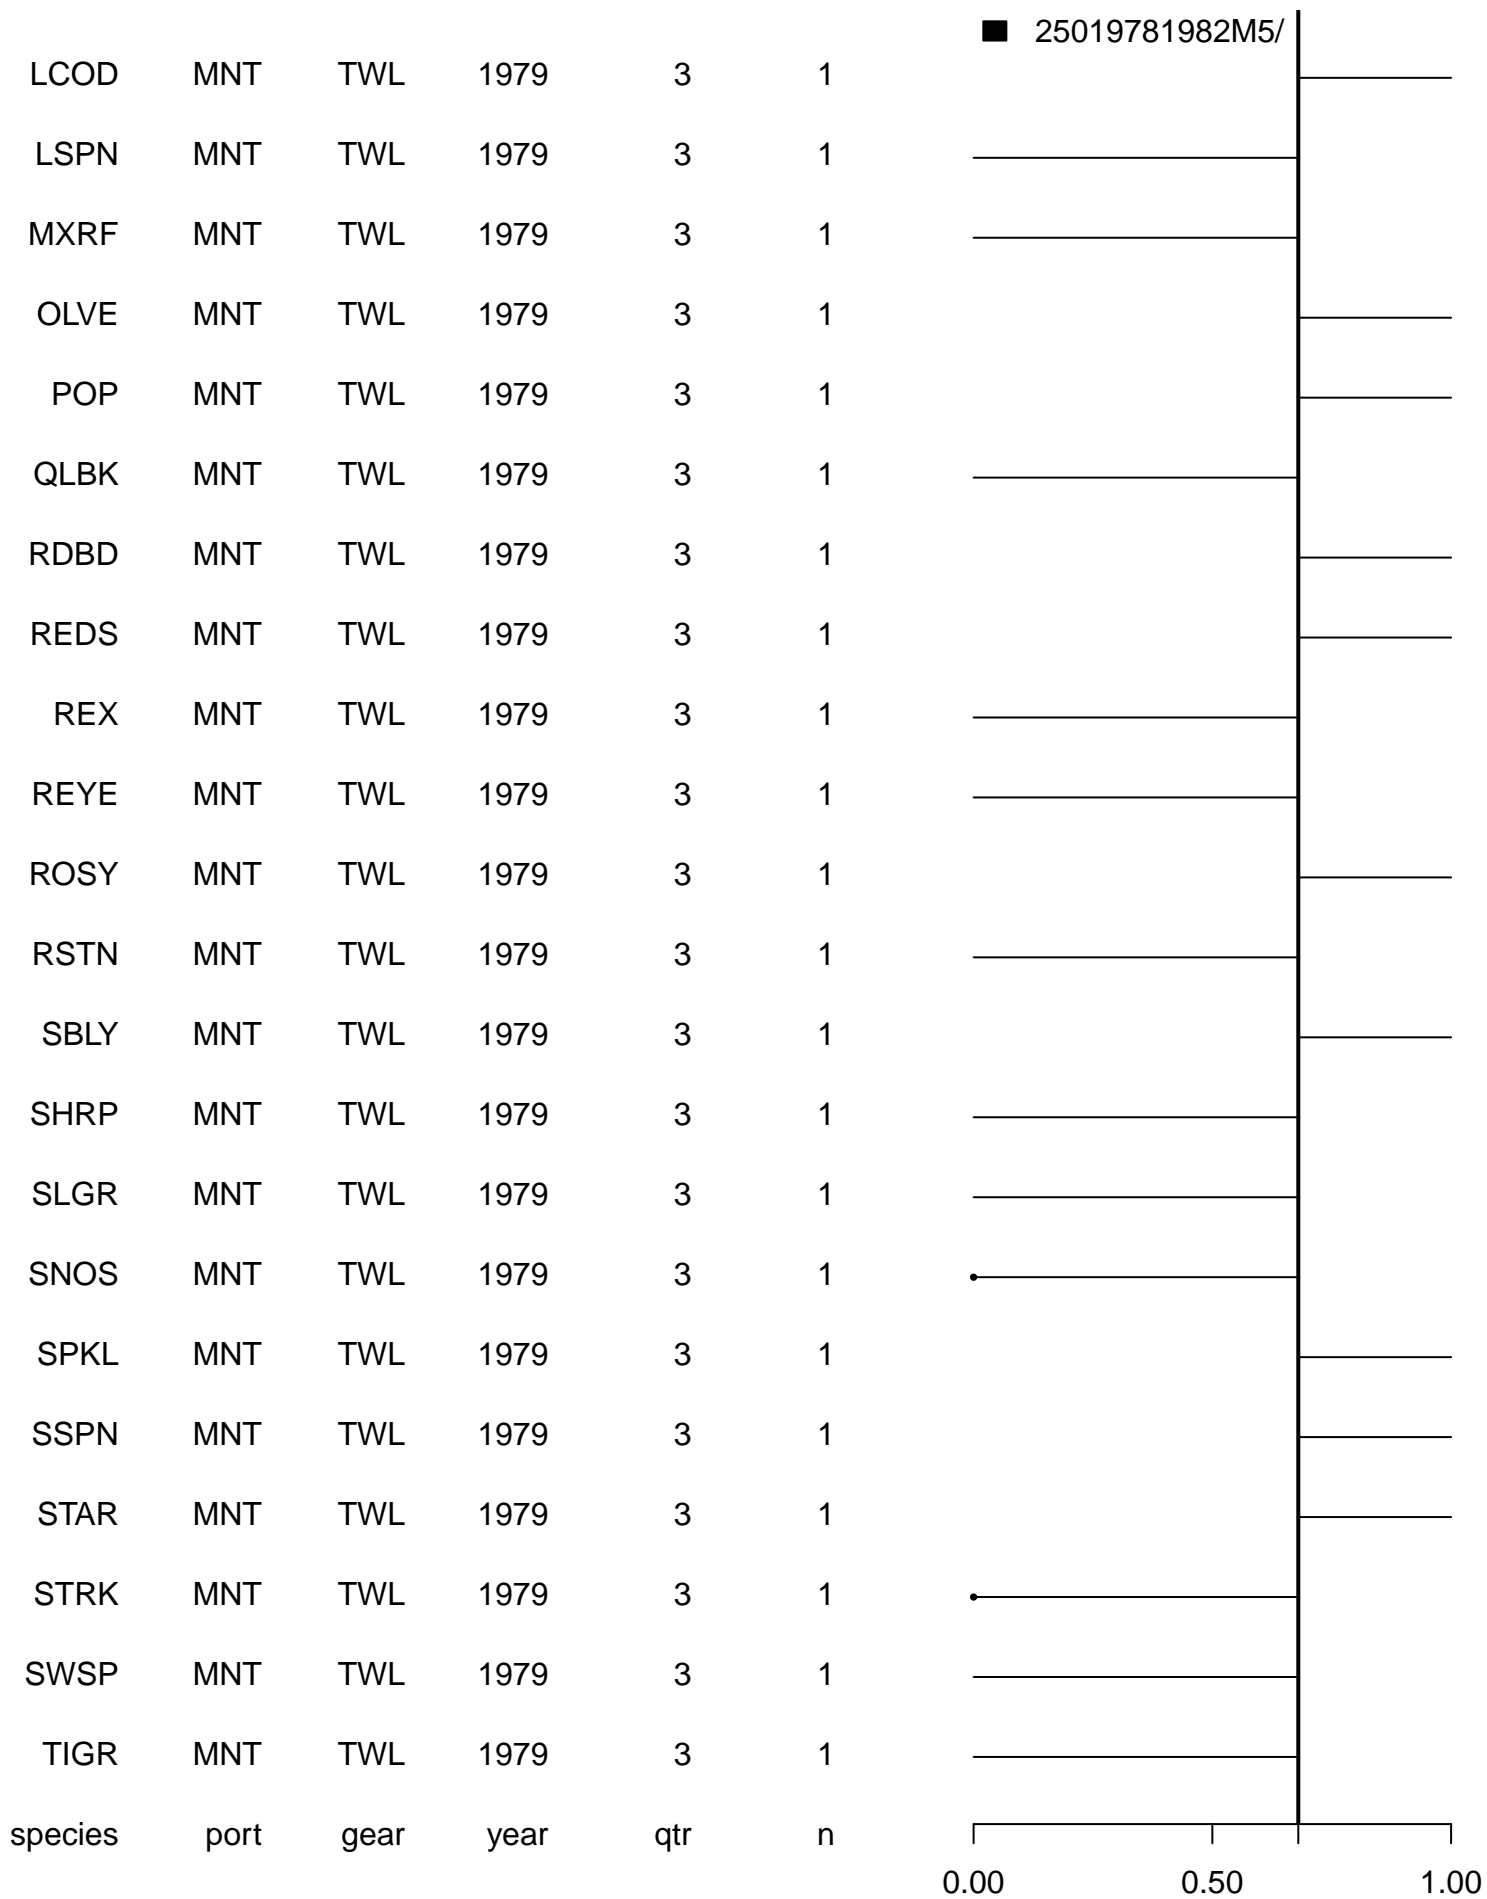 25019781982M5/
LCOD MNT TWL 1979 3 1
LSPN MNT TWL 1979 3 1
MXRF MNT TWL 1979 3 1
OLVE MNT TWL 1979 3 1
POP MNT TWL 1979 3 1
QLBK MNT TWL 1979 3 1
RDBD MNT TWL 1979 3 1
REDS MNT TWL 1979 3 1
REX MNT TWL 1979 3 1
REYE MNT TWL 1979 3 1
ROSY MNT TWL 1979 3 1
RSTN MNT TWL 1979 3 1
SBLY MNT TWL 1979 3 1
SHRP MNT TWL 1979 3 1
SLGR MNT TWL 1979 3 1
SNOS MNT TWL 1979 3 1
SPKL MNT TWL 1979 3 1
SSPN MNT TWL 1979 3 1
STAR MNT TWL 1979 3 1
STRK MNT TWL 1979 3 1
SWSP MNT TWL 1979 3 1
TIGR MNT TWL 1979 3 1
species port gear year qtr n
0.00 0.50 1.00